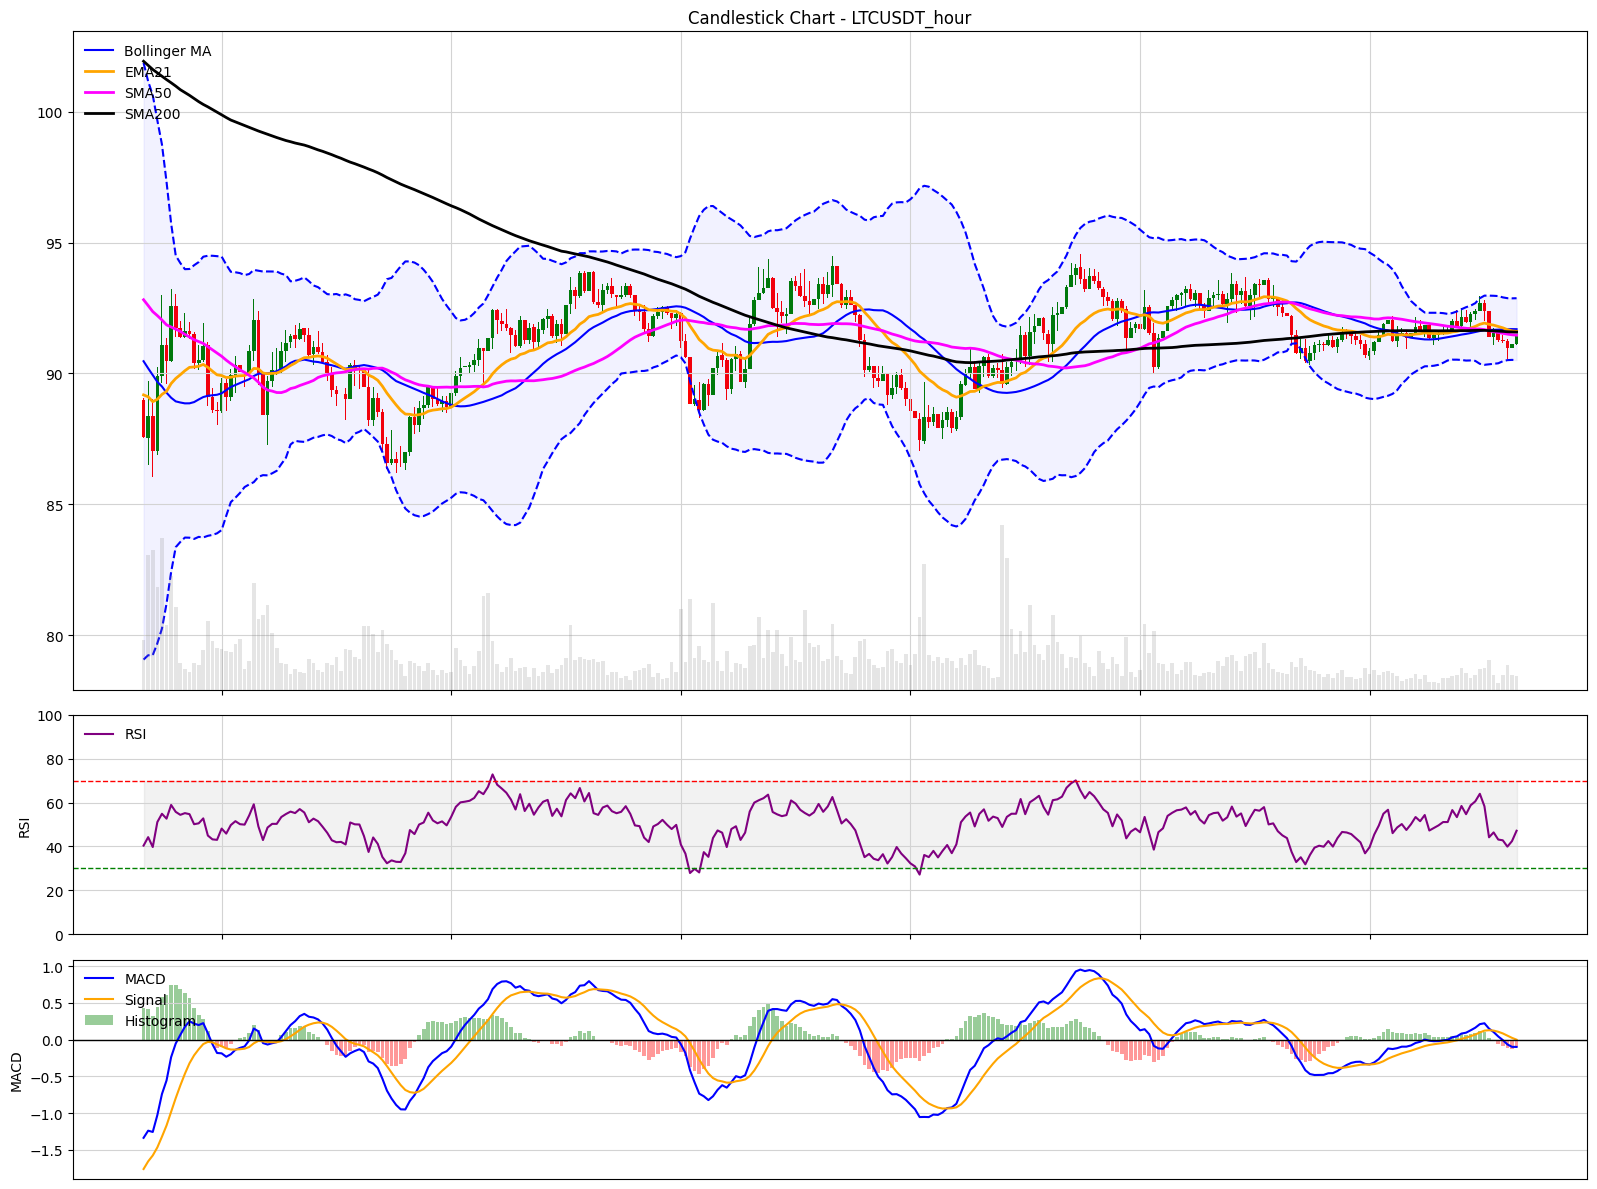 Candlestick Chart - LTCUSDT_hour
Bollinger MA
EMA21
SMA50
SMA200
100
95
90
85
80
100
80
60
40
20
0
RSI
RSI
1.0
0.5
0.0
−0.5
−1.0
−1.5
MACD
MACD
Signal
Histogram